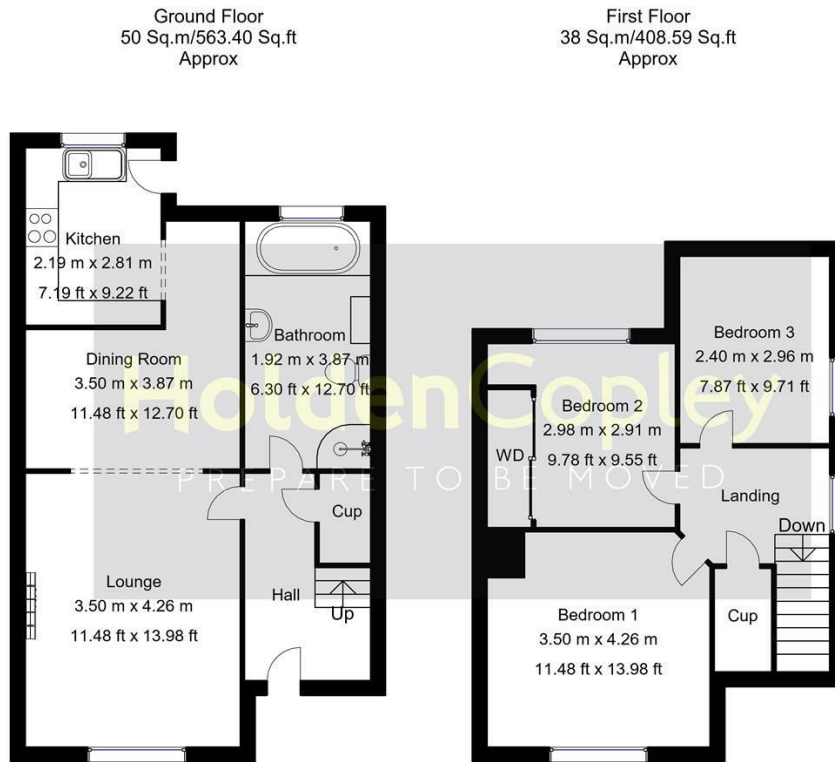 Ground Floor
50 Sq.m/563.40 Sq.ft
Approx
First Floor
38 Sq.m/408.59 Sq.ft
Approx
Kitchen
2.19 m x 2.81 m
7.19 ft x 9.22 ft
Dining Room
3.50 m x 3.87 m
11.48 ft x 12.70 ft
Bathroom
1.92 m x 3.87 m
6.30 ft x 12.70 ft
Cup
Lounge
3.50 m x 4.26 m
11.48 ft x 13.98 ft
Hall
Up
Bedroom 3
2.40 m x 2.96 m
7.87 ft x 9.71 ft
Bedroom 2
2.98 m x 2.91 m
9.78 ft x 9.55 ft
WD
Landing
Down
Bedroom 1
3.50 m x 4.26 m
11.48 ft x 13.98 ft
Cup
HoldenCopley
PREPARE TO BE MOVED